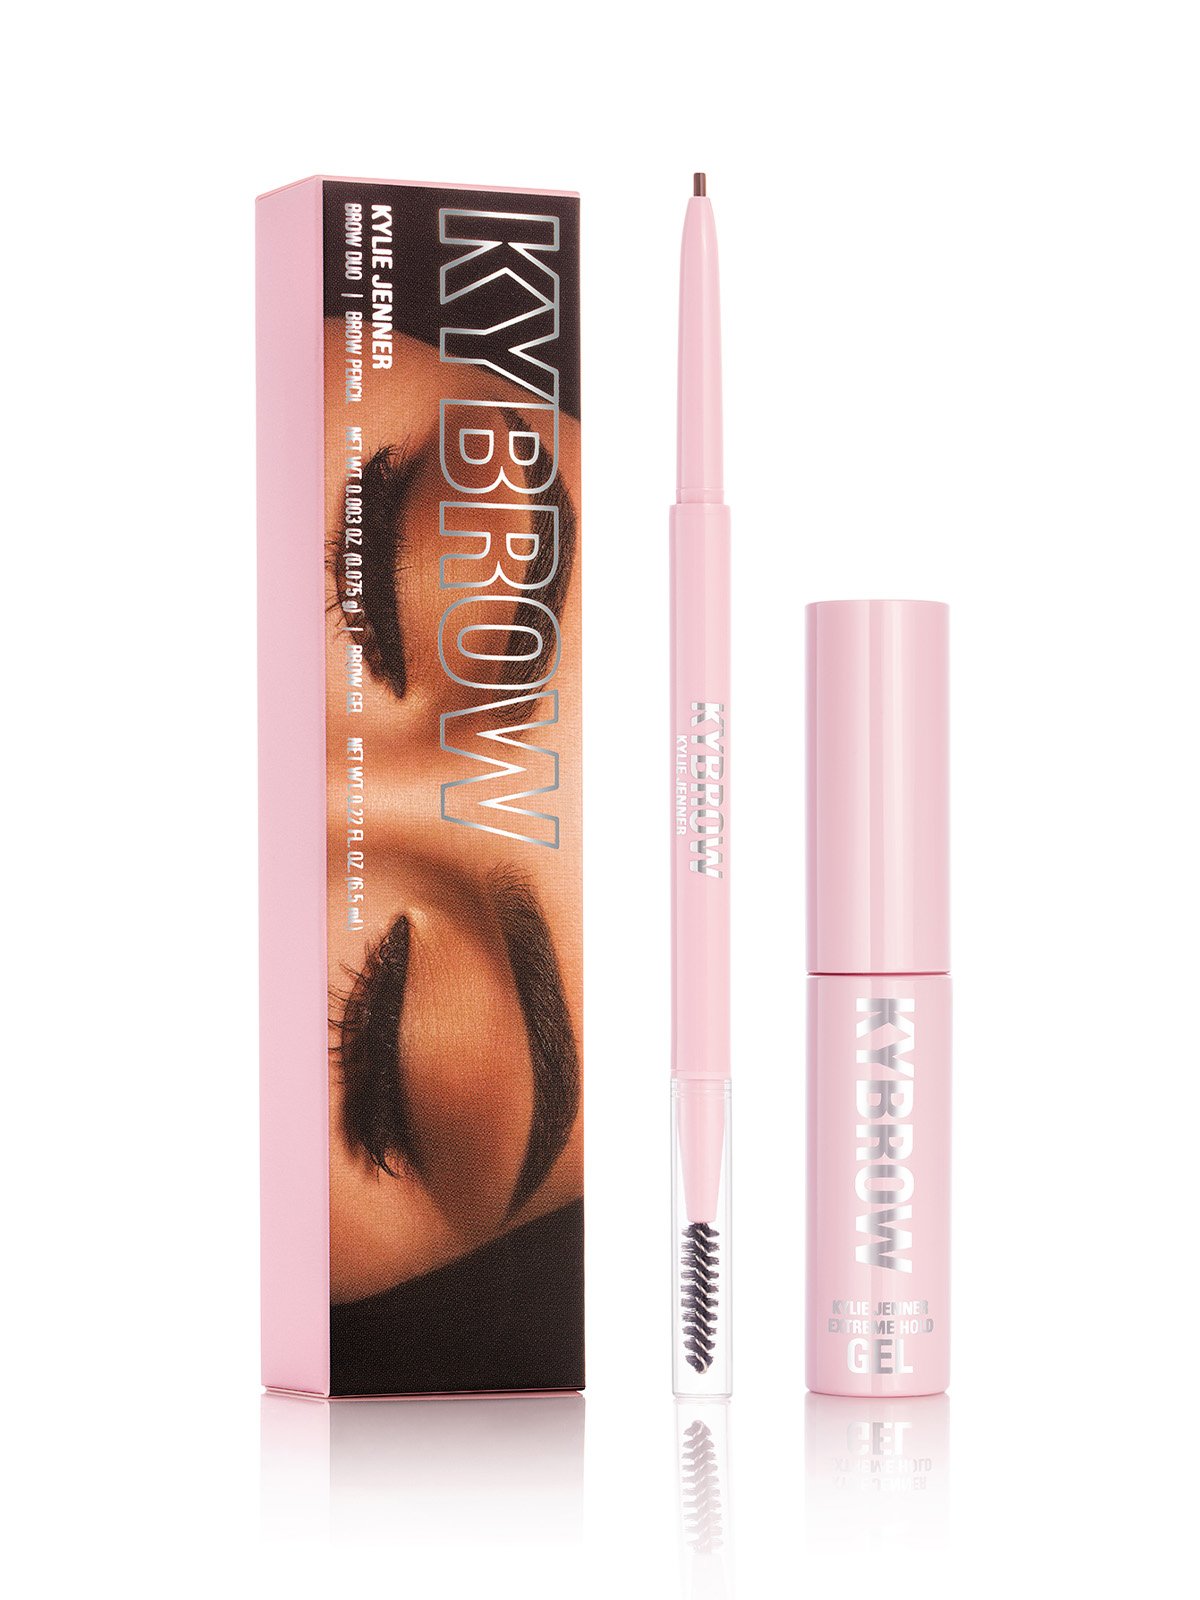 KYBROW
KYLIE JENNER
BROW DUO | BROW PENCIL NET WT. 0.003 OZ. (0.075 g) | BROW GEL NET WT. 0.22 FL. OZ. (6.5 mL)
KYBROW
KYLIE JENNER
KYBROW
KYLIE JENNER
EXTREME HOLD
GEL